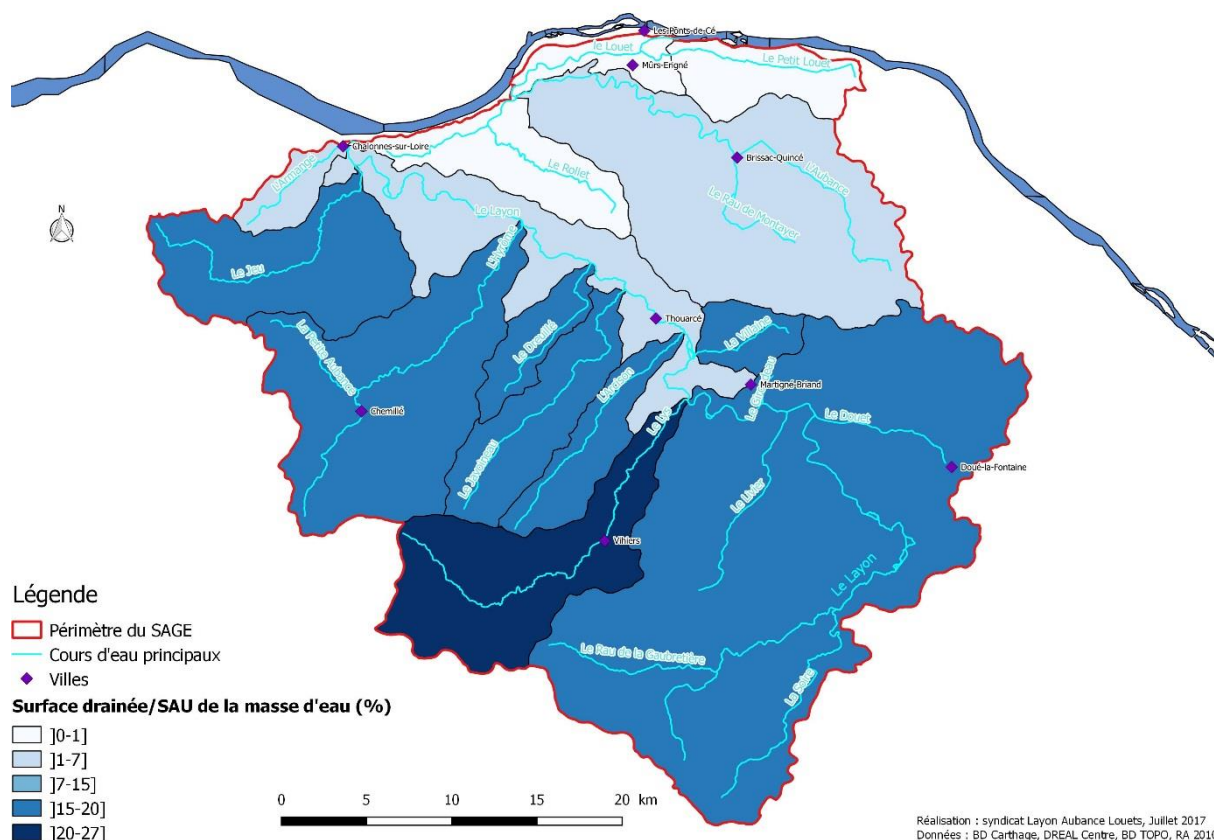 Les Ponts-de-Cé
le Louet
Mûrs-Erigné
Le Petit Louet
Chalonnes-sur-Loire
Brissac-Quincé
L'Armange
Le Rollet
L'Aubance
Le Rau de Montayer
N
Le Layon
L'Hyrôme
Le Jeu
Thouarcé
La Petite Aubance
Le Dreuillé
La Villaine
L'Arcison
Martigné-Briand
Chemillé
Le Lys
Le Douet
Le Javoineau
Doué-la-Fontaine
Le Livier
Vihiers
Le Layon
Légende
Périmètre du SAGE
Cours d'eau principaux
Le Rau de la Gaubretière
Villes
La Seire
Surface drainée/SAU de la masse d'eau (%)
]0-1]
]1-7]
]7-15]
]15-20]
]20-27]
0 5 10 15 20 km
Réalisation : syndicat Layon Aubance Louets, Juillet 2017
Données : BD Carthage, DREAL Centre, BD TOPO, RA 2010